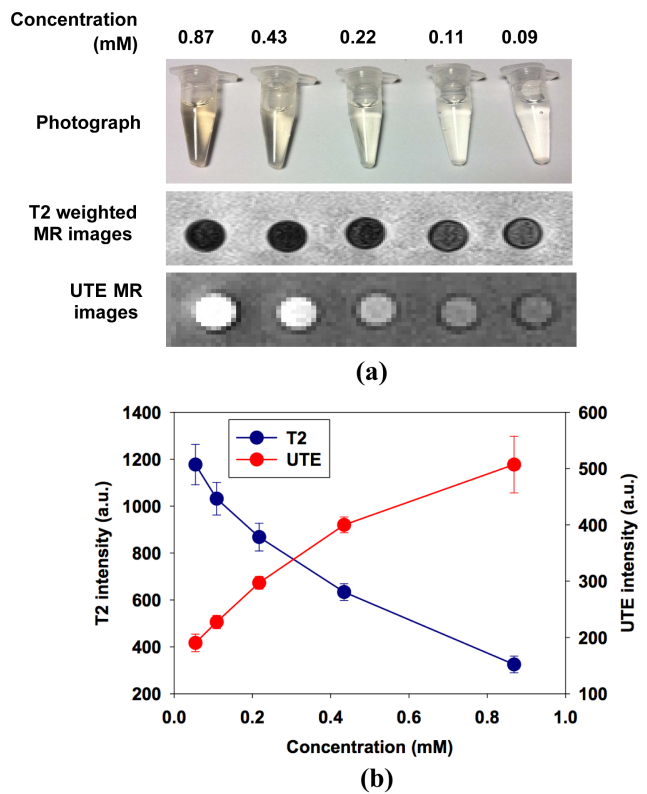 Concentration
(mM)
0.87 0.43 0.22 0.11 0.09
Photograph
T2 weighted
MR images
UTE MR
images
(a)
1400
1200
1000
800
600
400
200
T2 intensity (a.u.)
T2
UTE
600
500
400
300
200
100
UTE intensity (a.u.)
0.0 0.2 0.4 0.6 0.8 1.0
Concentration (mM)
(b)